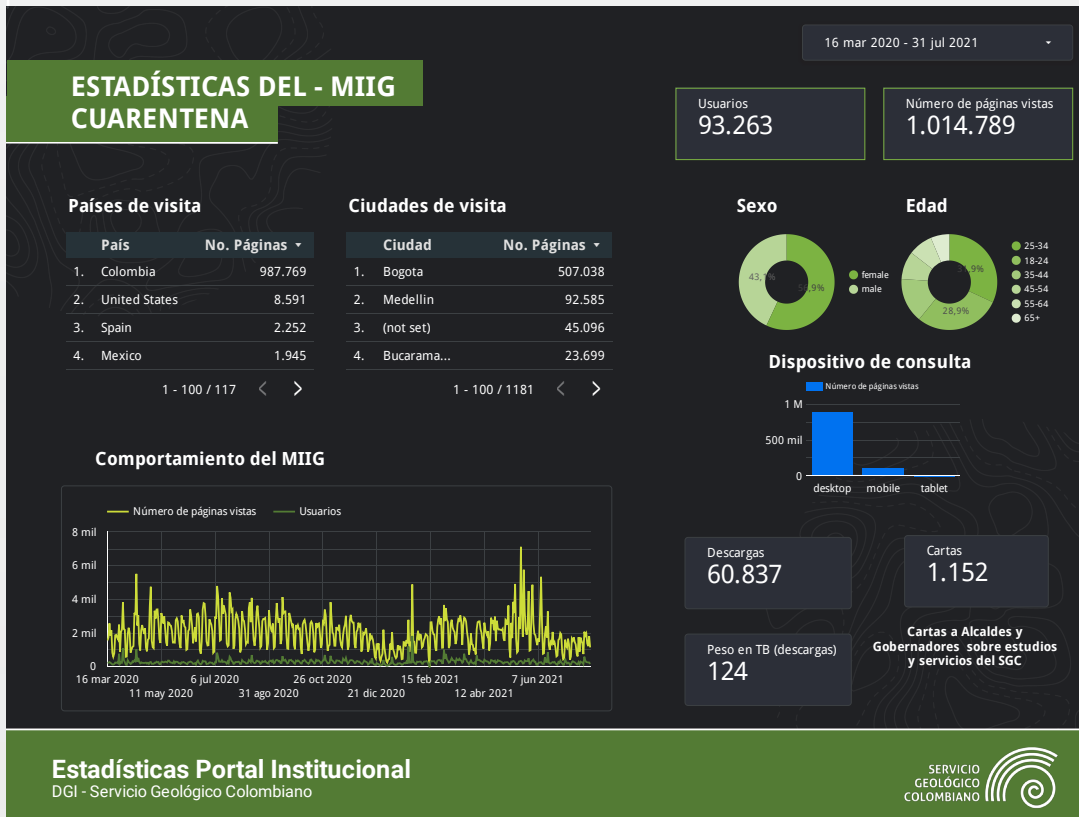 16 mar 2020 - 31 jul 2021
ESTADÍSTICAS DEL - MIIG
CUARENTENA
Usuarios
93.263
Número de páginas vistas
1.014.789
Países de visita
País No. Páginas
1. Colombia 987.769
2. United States 8.591
3. Spain 2.252
4. Mexico 1.945
1 - 100 / 117
Ciudades de visita
Ciudad No. Páginas
1. Bogota 507.038
2. Medellin 92.585
3. (not set) 45.096
4. Bucarama... 23.699
1 - 100 / 1181
Sexo
43,1%
56,9%
female
male
Edad
28,9%
25-34
18-24
35-44
45-54
55-64
65+
Dispositivo de consulta
Número de páginas vistas
1 M
500 mil
0
desktop mobile tablet
Comportamiento del MIIG
Número de páginas vistas Usuarios
8 mil
6 mil
4 mil
2 mil
0
16 mar 2020 6 jul 2020 26 oct 2020 15 feb 2021 7 jun 2021
11 may 2020 31 ago 2020 21 dic 2020 12 abr 2021
Descargas
60.837
Cartas
1.152
Peso en TB (descargas)
124
Cartas a Alcaldes y
Gobernadores sobre estudios
y servicios del SGC
Estadísticas Portal Institucional
DGI - Servicio Geológico Colombiano
SERVICIO
GEOLÓGICO
COLOMBIANO